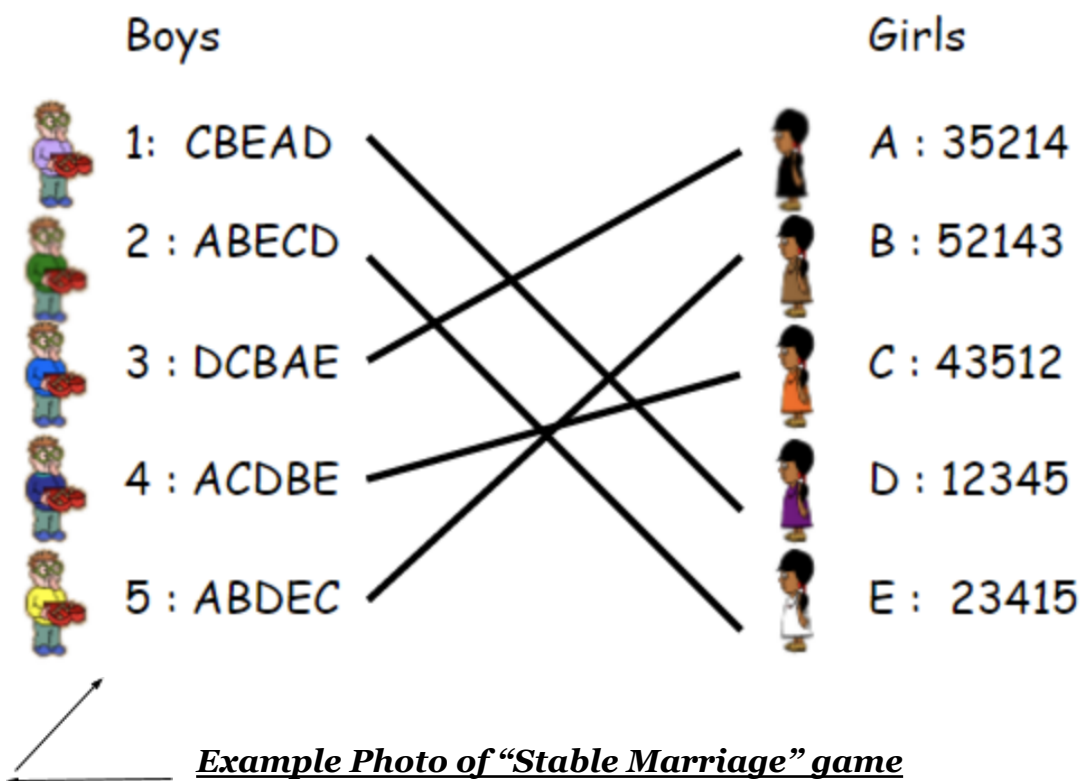 Boys Girls
1: CBEAD A : 35214
2 : ABECD B : 52143
3 : DCBAE C : 43512
4 : ACDBE D : 12345
5 : ABDEC E : 23415
Example Photo of “Stable Marriage” game